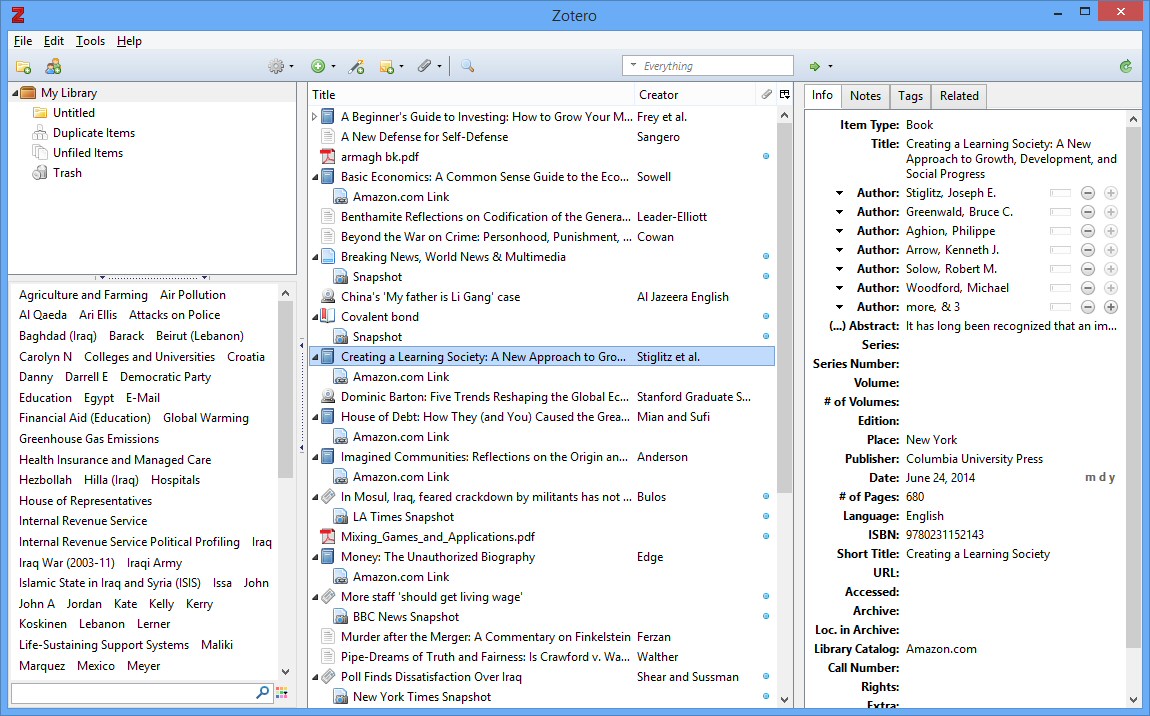 Zotero
File Edit Tools Help
Everything
My Library
Untitled
Duplicate Items
Unfiled Items
Trash
Agriculture and Farming Air Pollution
Al Qaeda Ari Ellis Attacks on Police
Baghdad (Iraq) Barack Beirut (Lebanon)
Carolyn N Colleges and Universities Croatia
Danny Darrell E Democratic Party
Education Egypt E-Mail
Financial Aid (Education) Global Warming
Greenhouse Gas Emissions
Health Insurance and Managed Care
Hezbollah Hilla (Iraq) Hospitals
House of Representatives
Internal Revenue Service
Internal Revenue Service Political Profiling Iraq
Iraq War (2003-11) Iraqi Army
Islamic State in Iraq and Syria (ISIS) Issa John
John A Jordan Kate Kelly Kerry
Koskinen Lebanon Lerner
Life-Sustaining Support Systems Maliki
Marquez Mexico Meyer
Title Creator
A Beginner's Guide to Investing: How to Grow Your M... Frey et al.
A New Defense for Self-Defense Sangero
armagh bk.pdf
Basic Economics: A Common Sense Guide to the Eco... Sowell
Amazon.com Link
Benthamite Reflections on Codification of the Genera... Leader-Elliott
Beyond the War on Crime: Personhood, Punishment, ... Cowan
Breaking News, World News & Multimedia
Snapshot
China's 'My father is Li Gang' case Al Jazeera English
Covalent bond
Snapshot
Creating a Learning Society: A New Approach to Gro... Stiglitz et al.
Amazon.com Link
Dominic Barton: Five Trends Reshaping the Global Ec... Stanford Graduate S...
House of Debt: How They (and You) Caused the Grea... Mian and Sufi
Amazon.com Link
Imagined Communities: Reflections on the Origin an... Anderson
Amazon.com Link
In Mosul, Iraq, feared crackdown by militants has not ... Bulos
LA Times Snapshot
Mixing_Games_and_Applications.pdf
Money: The Unauthorized Biography Edge
Amazon.com Link
More staff 'should get living wage'
BBC News Snapshot
Murder after the Merger: A Commentary on Finkelstein Ferzan
Pipe-Dreams of Truth and Fairness: Is Crawford v. Wa... Walther
Poll Finds Dissatisfaction Over Iraq Shear and Sussman
New York Times Snapshot
Info Notes Tags Related
Item Type: Book
Title: Creating a Learning Society: A New
Approach to Growth, Development, and
Social Progress
Author: Stiglitz, Joseph E.
Author: Greenwald, Bruce C.
Author: Aghion, Philippe
Author: Arrow, Kenneth J.
Author: Solow, Robert M.
Author: Woodford, Michael
Author: more, & 3
(...) Abstract: It has long been recognized that an im...
Series:
Series Number:
Volume:
# of Volumes:
Edition:
Place: New York
Publisher: Columbia University Press
Date: June 24, 2014 m d y
# of Pages: 680
Language: English
ISBN: 9780231152143
Short Title: Creating a Learning Society
URL:
Accessed:
Archive:
Loc. in Archive:
Library Catalog: Amazon.com
Call Number:
Rights:
Extra: